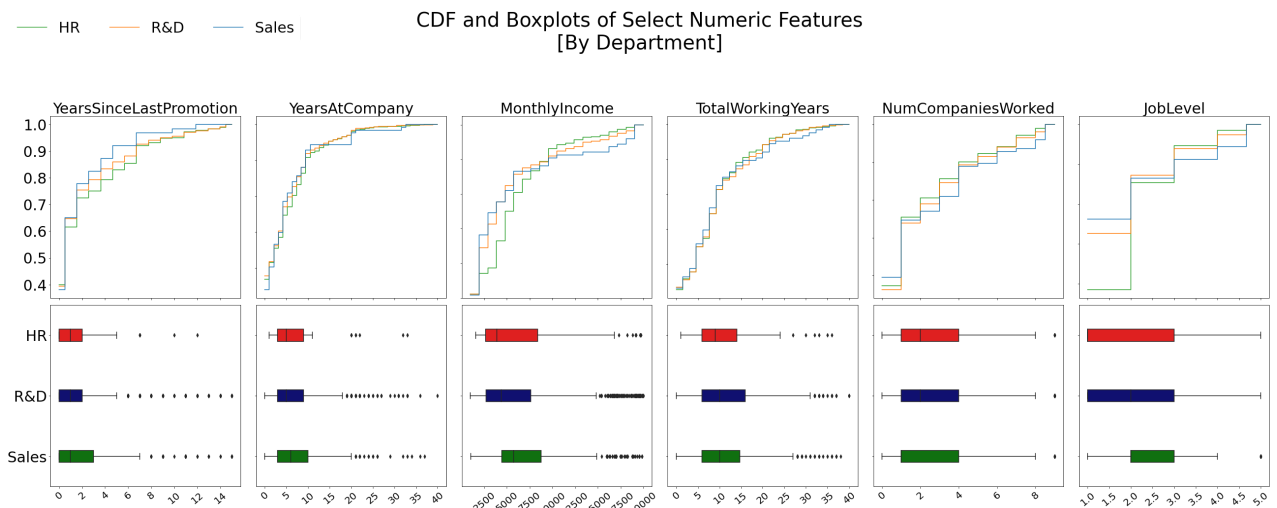 HR R&D Sales
CDF and Boxplots of Select Numeric Features
[By Department]
YearsSinceLastPromotion YearsAtCompany MonthlyIncome TotalWorkingYears NumCompaniesWorked JobLevel
1.0
0.9
0.8
0.7
0.6
0.5
0.4
HR
R&D
Sales
0 2 4 6 8 10 12 14 0 5 10 15 20 25 30 35 40 0 5 10 15 20 25 30 35 40 0 2 4 6 8 1.0 1.5 2.0 2.5 3.0 3.5 4.0 4.5 5.0